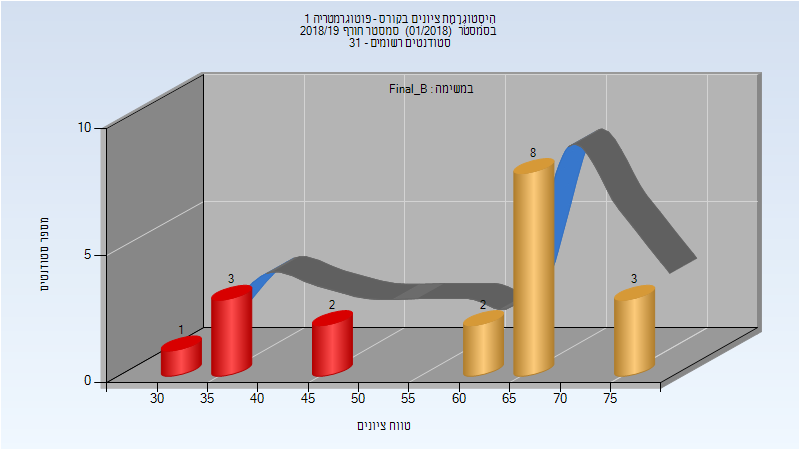 היסטוגרמת ציונים בקורס - פוטוגרמטריה 1
בסמסטר (01/2018) סמסטר חורף 2018/19
סטודנטים רשומים - 31
במשימה : Final_B
מספר סטודנטים
10
5
0
1
3
2
2
8
3
30 35 40 45 50 55 60 65 70 75
טווח ציונים